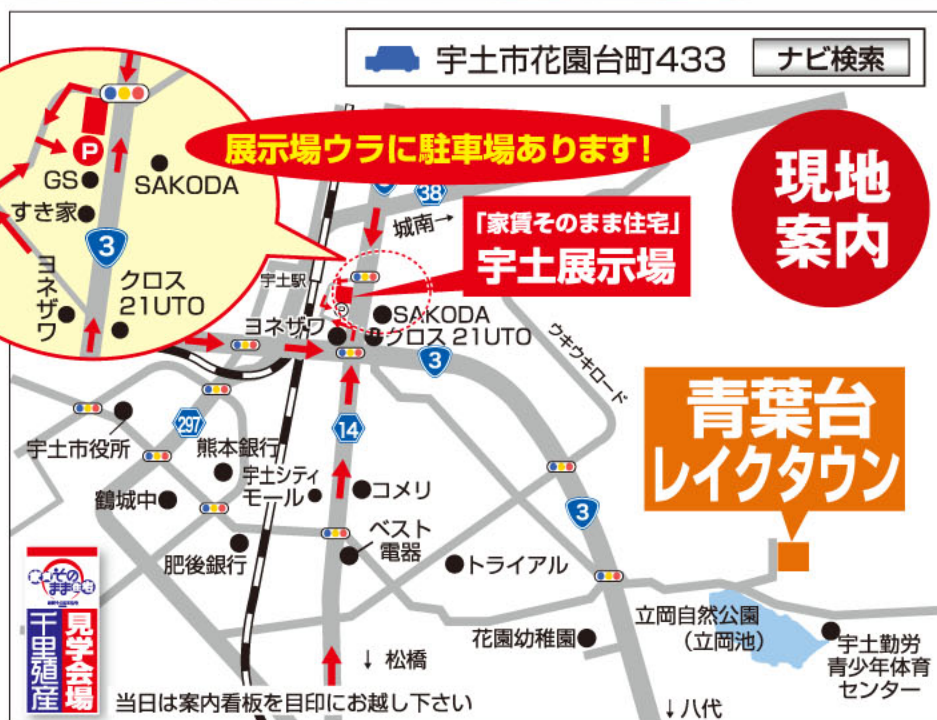 宇土市花園台町433
ナビ検索
展示場ウラに駐車場あります!
現地
案内
P
GS
SAKODA
すき家
3
ヨネザワ
クロス
21UTO
38
城南→
「家賃そのまま住宅」
宇土展示場
宇土駅
P
SAKODA
ヨネザワ
クロス 21UTO
3
ウキウキロード
青葉台
レイクタウン
297
14
宇土市役所
熊本銀行
宇土シティ
モール
コメリ
鶴城中
3
ベスト
電器
肥後銀行
トライアル
立岡自然公園
(立岡池)
花園幼稚園
宇土勤労
青少年体育
センター
↓ 松橋
↓八代
家賃そのまま住宅
見学会場
千里殖産
当日は案内看板を目印にお越し下さい